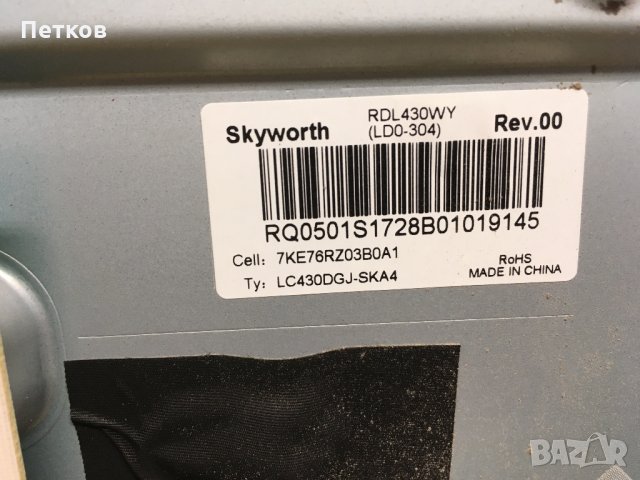 Петков
Skyworth RDL430WY (LD0-304) Rev.00
RQ0501S1728B01019145
Cell: 7KE76RZ03B0A1
Ty: LC430DGJ-SKA4
RoHS
MADE IN CHINA
BAZAR